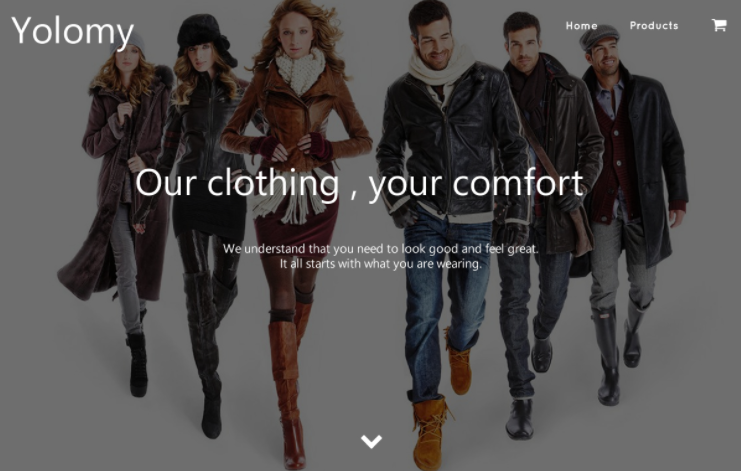 Yolomy
Home
Products
Our clothing , your comfort
We understand that you need to look good and feel great.
It all starts with what you are wearing.